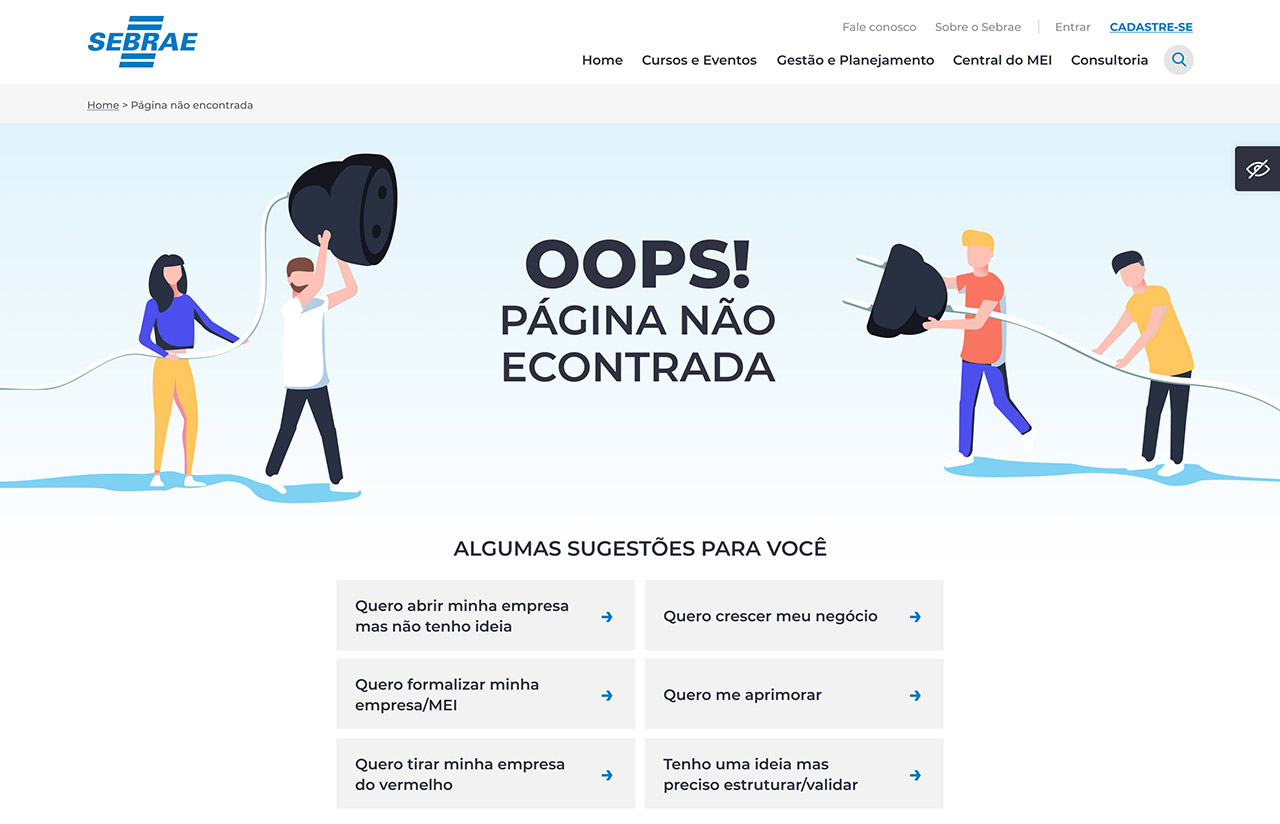 SEBRAE
Fale conosco Sobre o Sebrae Entrar CADASTRE-SE
Home Cursos e Eventos Gestão e Planejamento Central do MEI Consultoria
Home > Página não encontrada
OOPS!
PÁGINA NÃO
ECONTRADA
ALGUMAS SUGESTÕES PARA VOCÊ
Quero abrir minha empresa
mas não tenho ideia
Quero crescer meu negócio
Quero formalizar minha
empresa/MEI
Quero me aprimorar
Quero tirar minha empresa
do vermelho
Tenho uma ideia mas
preciso estruturar/validar